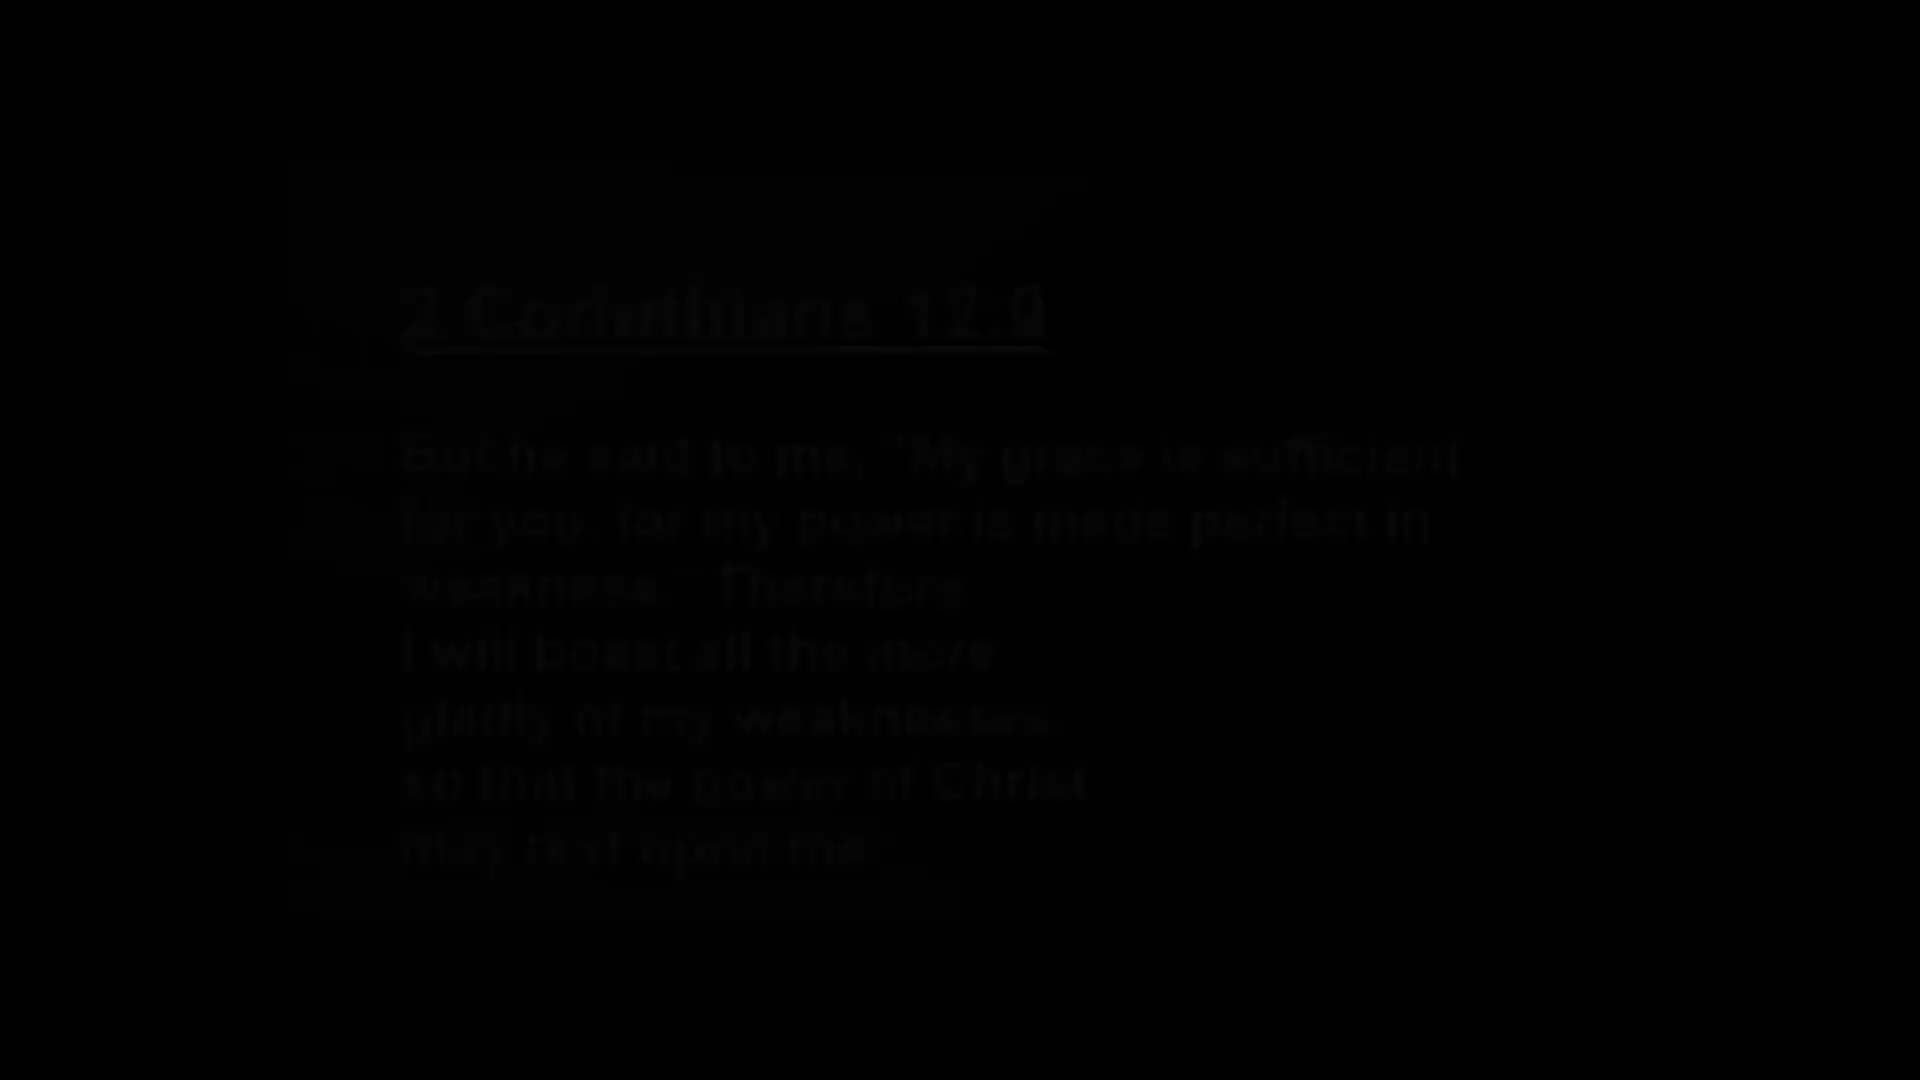 2 Corinthians 12:9
But he said to me, "My grace is sufficient
for you, for my power is made perfect in
weakness." Therefore
I will boast all the more
gladly of my weaknesses
so that the power of Christ
may rest upon me